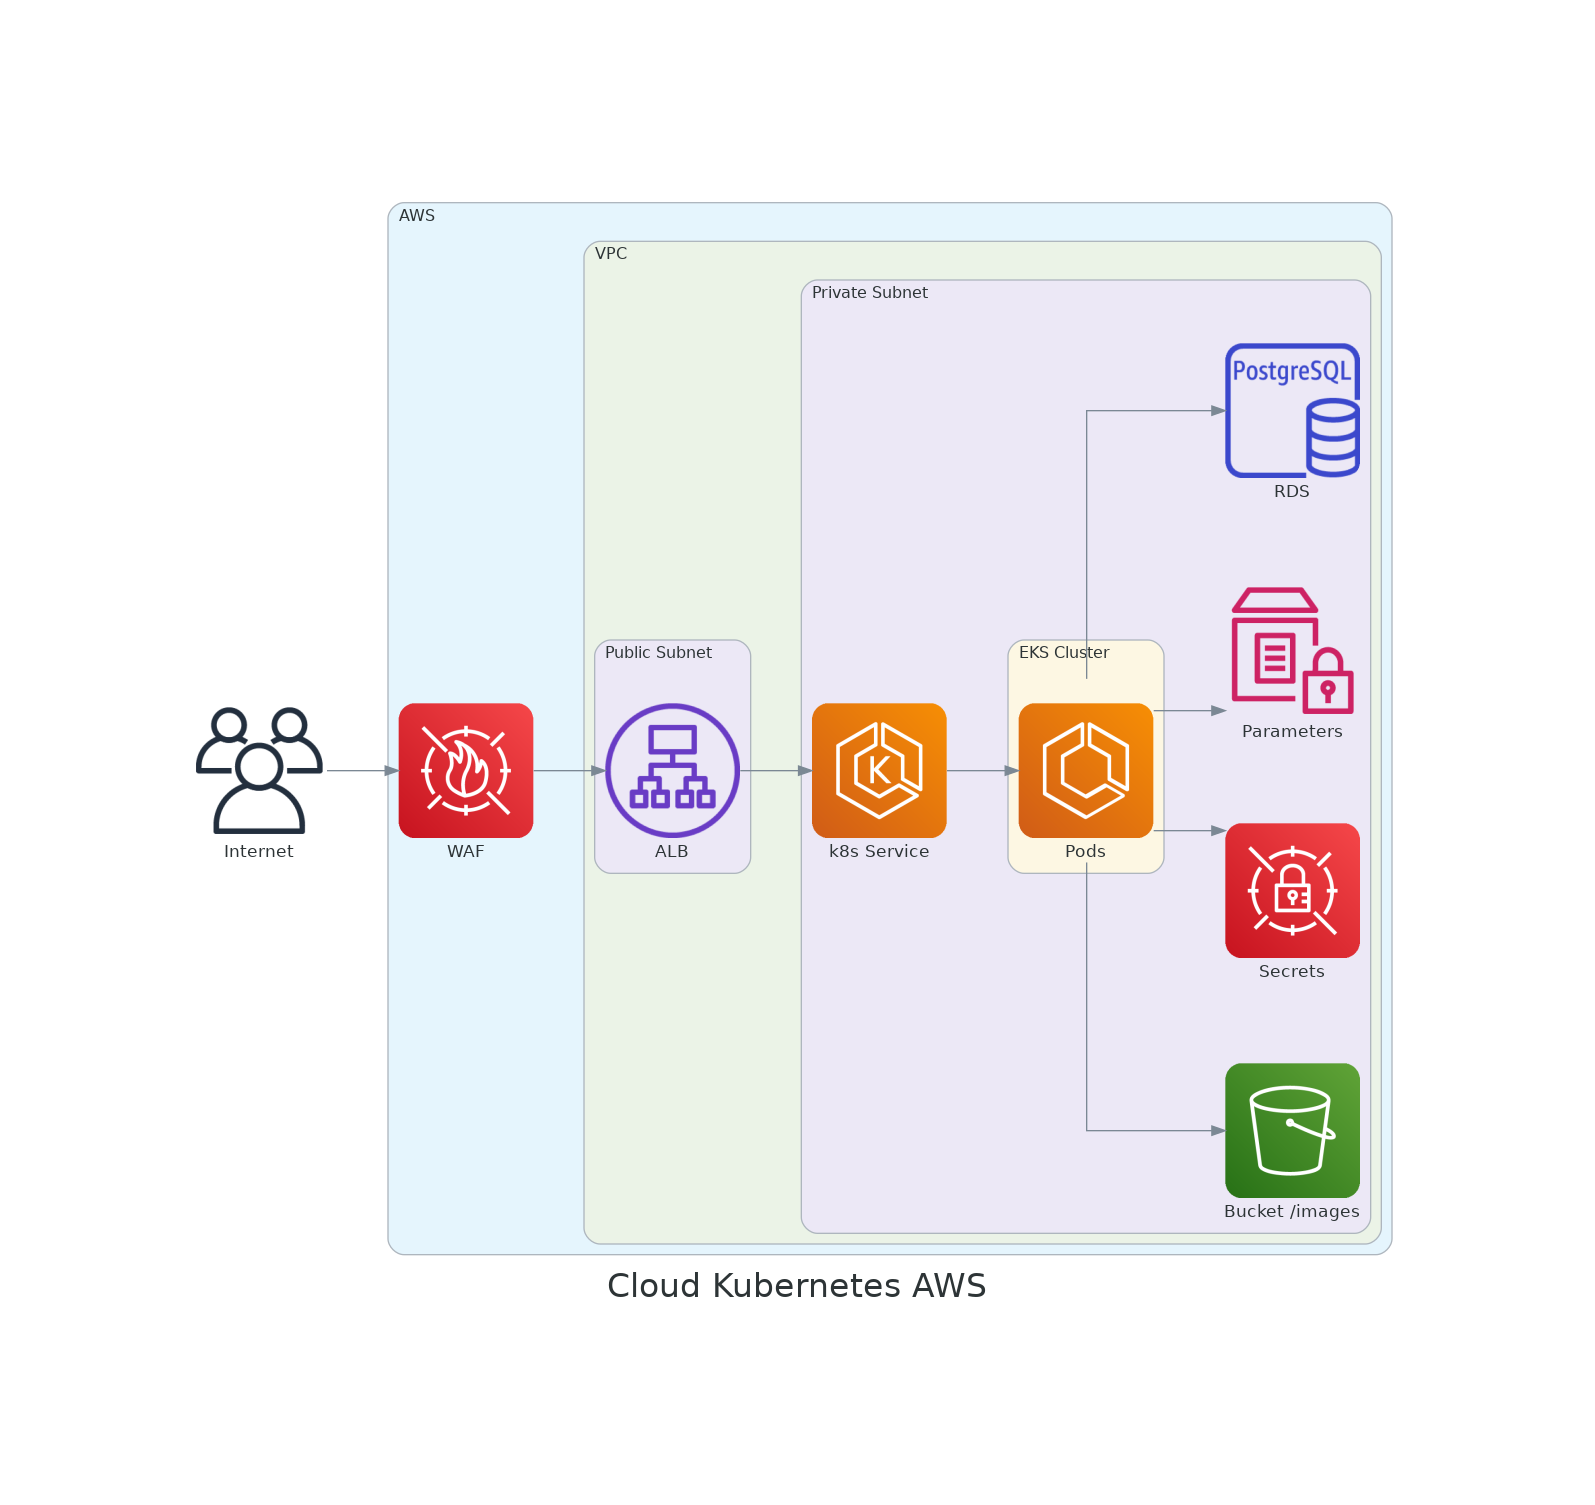 AWS
VPC
Private Subnet
PostgreSQL
RDS
Public Subnet
EKS Cluster
Parameters
Internet
WAF
ALB
K
k8s Service
Pods
Secrets
Bucket /images
Cloud Kubernetes AWS